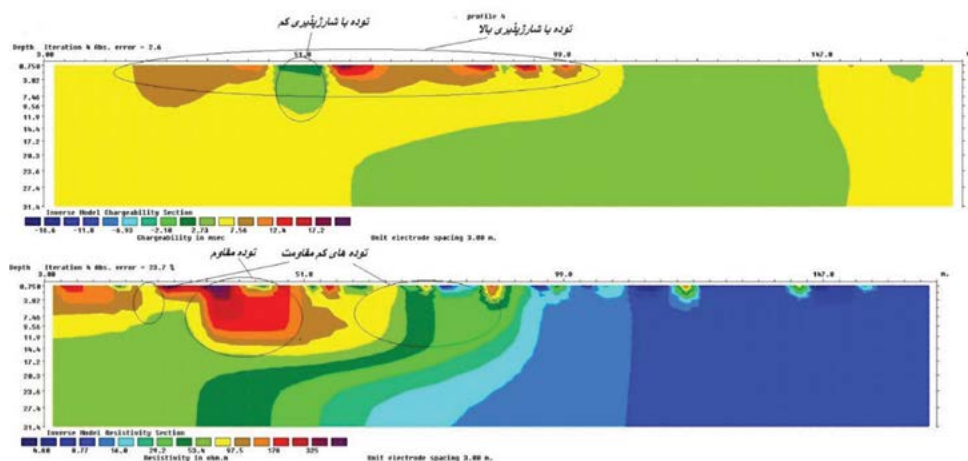 توده با شارژپذیری کم
profile 4
توده با شارژپذیری بالا
Depth Iteration 4 Abs. error = 2.6
3.00 51.0 99.0 147.0
0.750
3.02
7.46
9.56
11.9
14.4
17.2
20.3
23.6
27.4
31.4
Inverse Model Chargeability Section
-16.6 -11.8 -6.93 -2.10 2.73 7.56 12.4 17.2
Chargeability in msec
Unit electrode spacing 3.00 m.
توده مقاوم
توده های کم مقاومت
Depth Iteration 4 Abs. error = 23.7 %
3.00 51.0 99.0 147.0 m.
0.750
3.02
7.46
9.56
11.9
14.4
17.2
20.3
23.6
27.4
31.4
Inverse Model Resistivity Section
4.80 8.77 16.0 29.2 53.4 97.5 178 325
Resistivity in ohm.m
Unit electrode spacing 3.00 m.